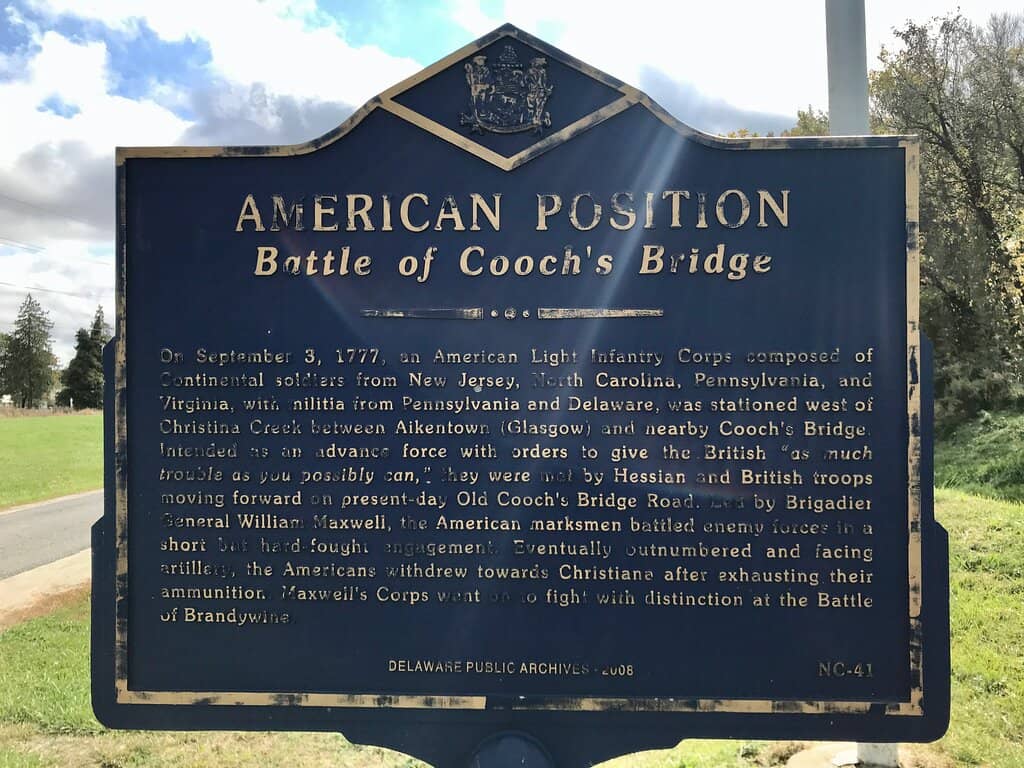 AMERICAN POSITION
Battle of Cooch's Bridge
On September 3, 1777, an American Light Infantry Corps composed of
Continental soldiers from New Jersey, North Carolina, Pennsylvania, and
Virginia, with militia from Pennsylvania and Delaware, was stationed west of
Christina Creek between Aikentown (Glasgow) and nearby Cooch's Bridge.
Intended as an advance force with orders to give the British "as much
trouble as you possibly can," they were met by Hessian and British troops
moving forward on present-day Old Cooch's Bridge Road. Led by Brigadier
General William Maxwell, the American marksmen battled enemy forces in a
short but hard-fought engagement. Eventually outnumbered and facing
artillery, the Americans withdrew towards Christiana after exhausting their
ammunition. Maxwell's Corps went on to fight with distinction at the Battle
of Brandywine.
DELAWARE PUBLIC ARCHIVES - 2008
NC-41